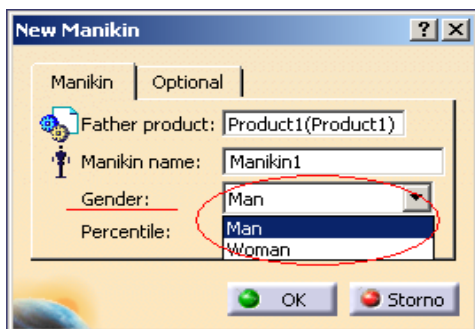 New Manikin
Manikin Optional
Father product: Product1(Product1)
Manikin name: Manikin1
Gender: Man
Man
Percentile:
Woman
OK Storno